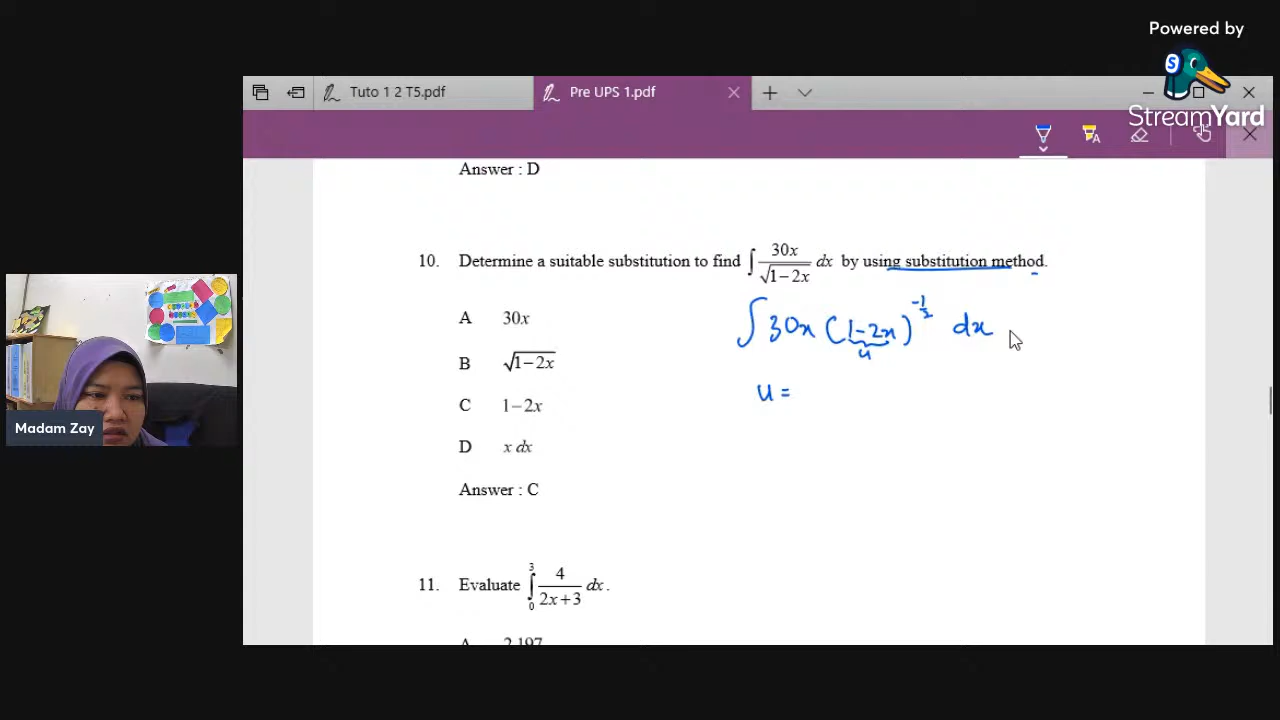 Powered by
S
StreamYard
Tuto 1 2 T5.pdf
Pre UPS 1.pdf
Answer : D
10. Determine a suitable substitution to find ∫ 30x/√(1−2x) dx by using substitution method.
∫ 30x (1-2x)^(-1/2) dx
u
A 30x
B √(1−2x)
u =
C 1−2x
D x dx
Answer : C
Madam Zay
11. Evaluate ∫₀³ 4/(2x+3) dx.
A 2.197